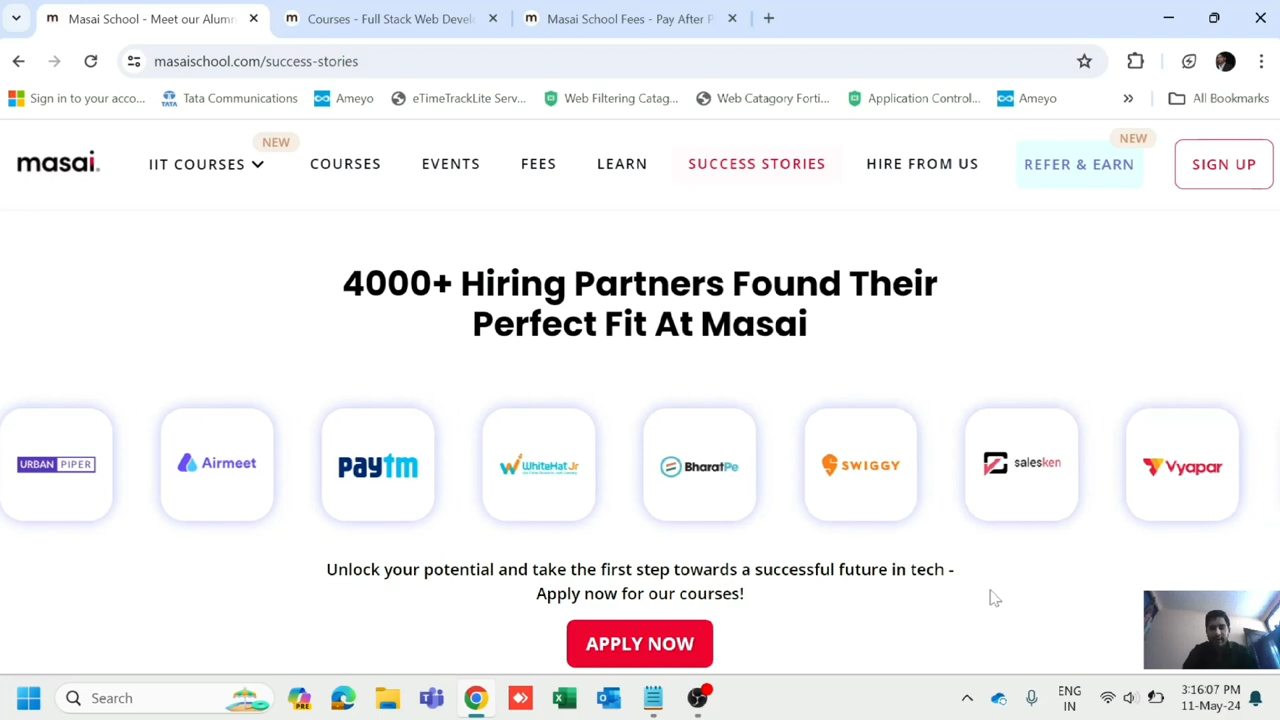 Masai School - Meet our Alumn
Courses - Full Stack Web Devel
Masai School Fees - Pay After P
masaischool.com/success-stories
Sign in to your acco...
Tata Communications
Ameyo
eTimeTrackLite Serv...
Web Filtering Catag...
Web Catagory Forti...
Application Control...
Ameyo
All Bookmarks
masai.
IIT COURSES
NEW
COURSES
EVENTS
FEES
LEARN
SUCCESS STORIES
HIRE FROM US
REFER & EARN
NEW
SIGN UP
4000+ Hiring Partners Found Their
Perfect Fit At Masai
URBAN PIPER
Airmeet
paytm
WhiteHat Jr
BharatPe
SWIGGY
salesken
Vyapar
Unlock your potential and take the first step towards a successful future in tech -
Apply now for our courses!
APPLY NOW
Search
PRE
ENG
IN
3:16:07 PM
11-May-24